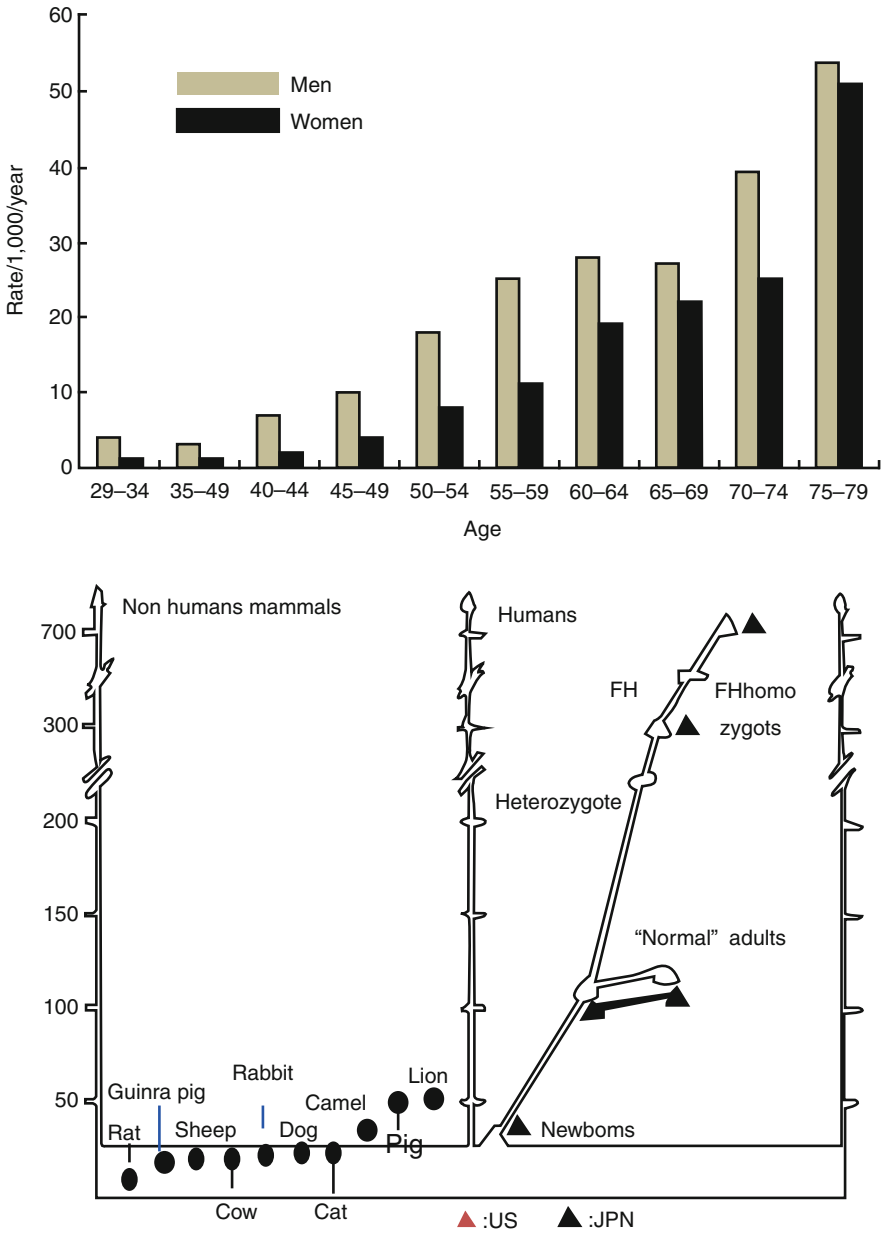 60
50
40
30
20
10
0
Rate/1,000/year
Men
Women
29–34 35–49 40–44 45–49 50–54 55–59 60–64 65–69 70–74 75–79
Age
Non humans mammals
Humans
700
300
200
150
100
50
FH FHhomo
zygots
Heterozygote
“Normal” adults
Rabbit
Lion
Guinra pig
Camel
Rat Sheep Dog Pig Newboms
Cow Cat
:US :JPN